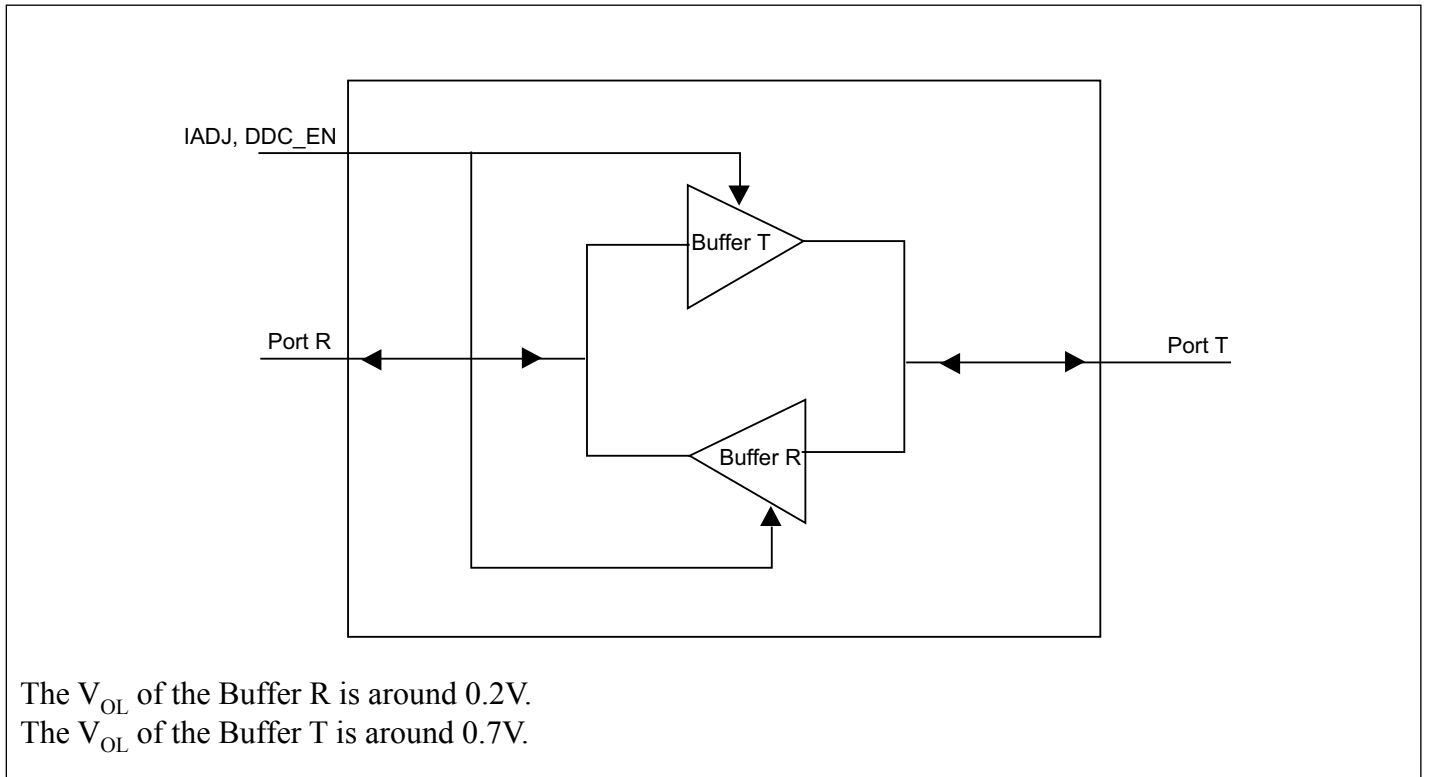 IADJ, DDC_EN
Buffer T
Port R
Port T
Buffer R
The VOL of the Buffer R is around 0.2V.
The VOL of the Buffer T is around 0.7V.